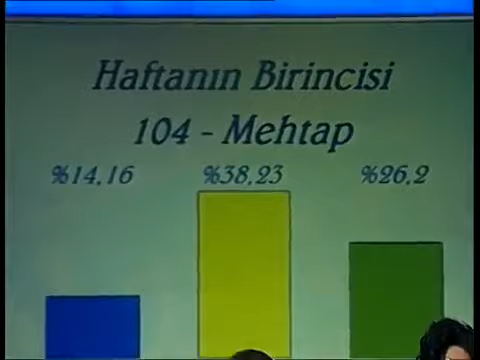 Haftanın Birincisi
104 - Mehtap
%14,16 %38,23 %26,2